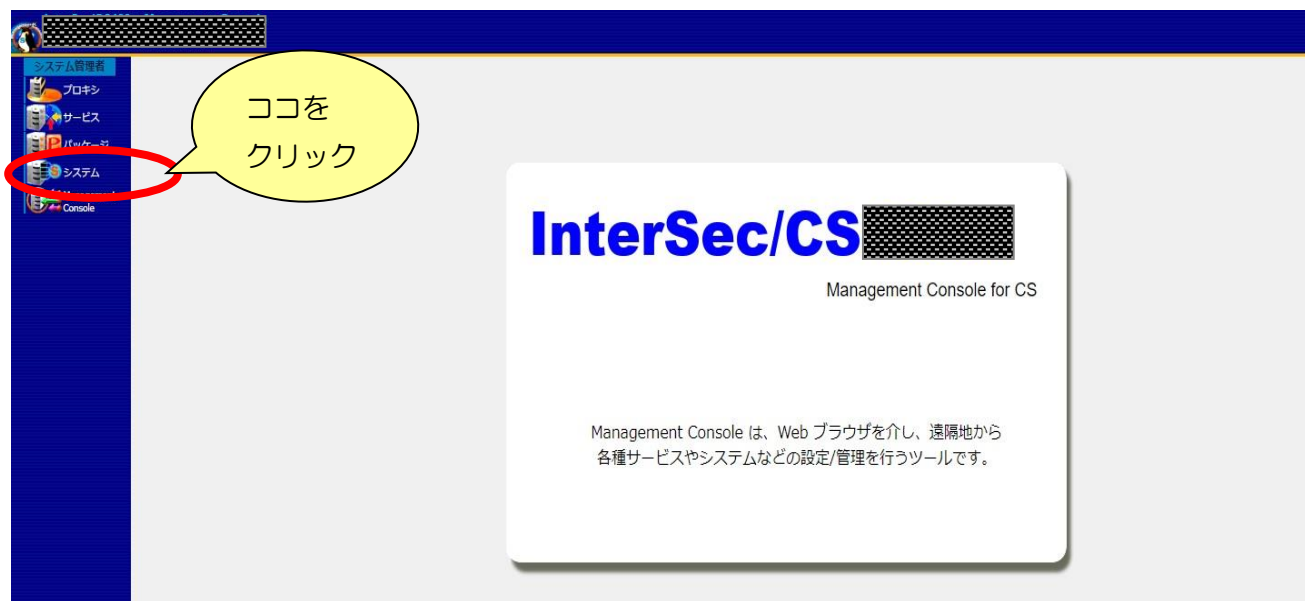 システム管理者
プロキシ
サービス
パッケージ
システム
Management
Console
ココを
クリック
InterSec/CS
Management Console for CS
Management Console は、Web ブラウザを介し、遠隔地から
各種サービスやシステムなどの設定/管理を行うツールです。